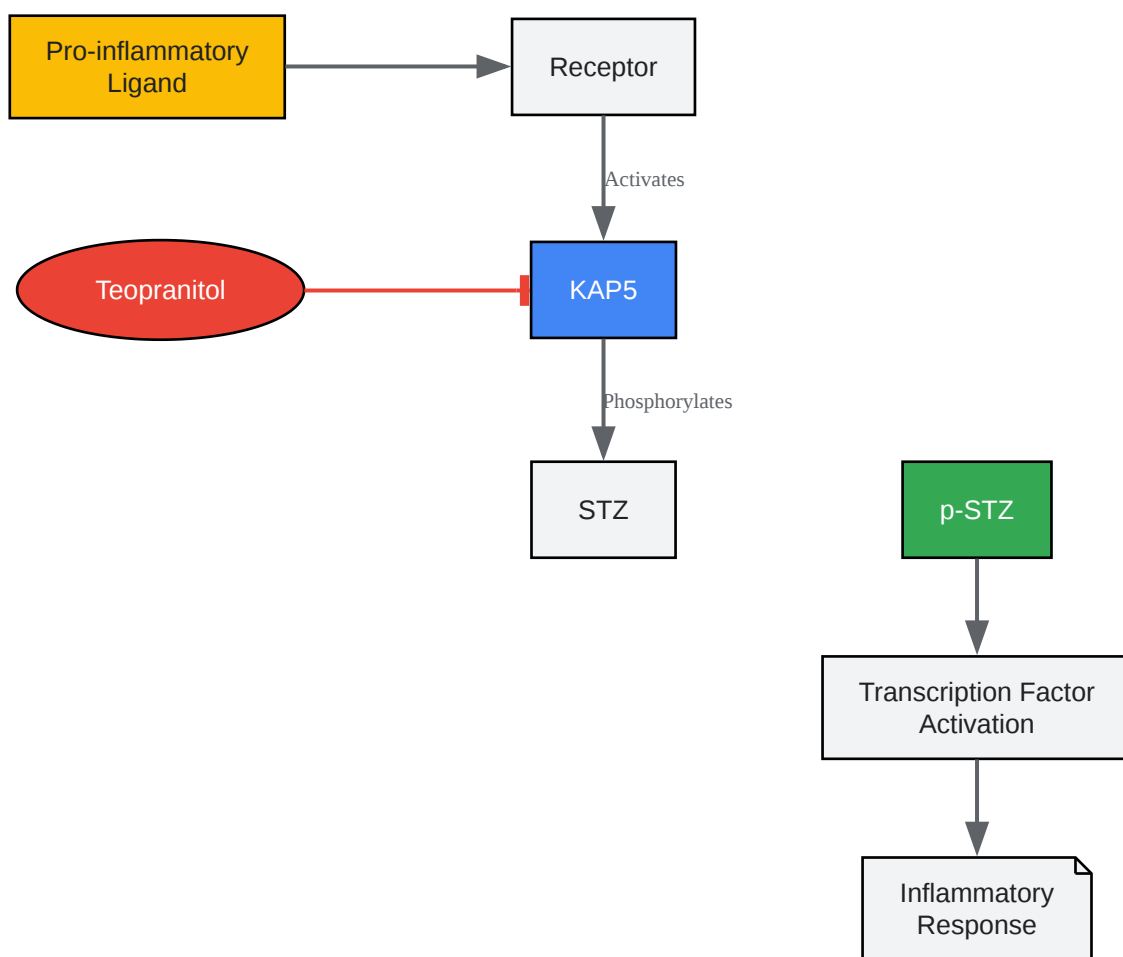 Pro-inflammatory
Ligand
Receptor
Activates
Teopranitol
KAP5
Phosphorylates
STZ
p-STZ
Transcription Factor
Activation
Inflammatory
Response